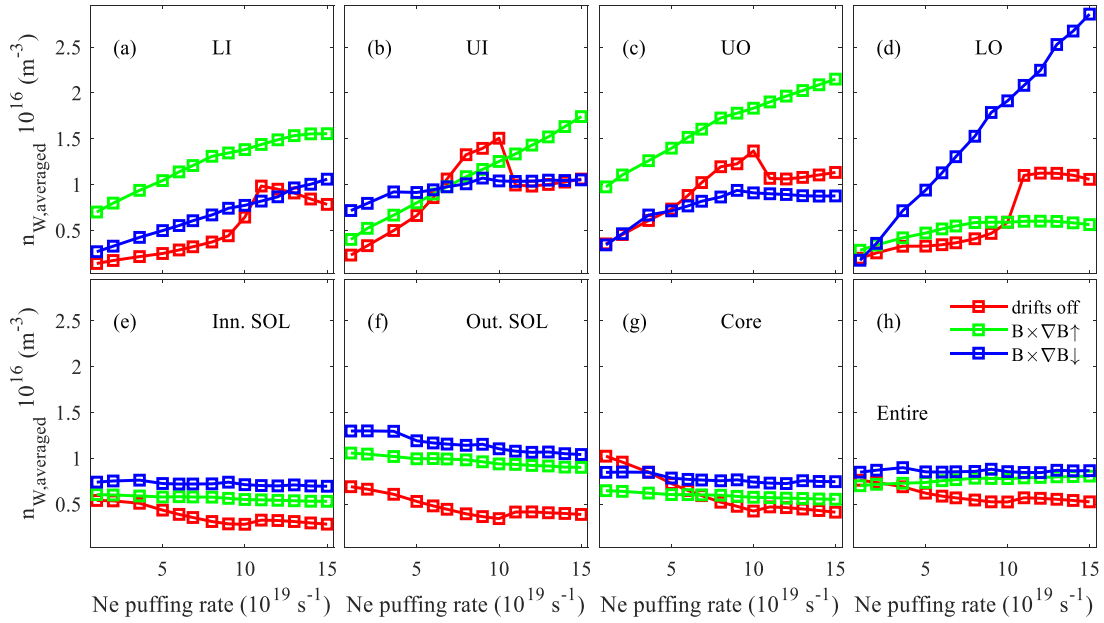 (a) LI
(b) UI
(c) UO
(d) LO
2.5
2
1.5
1
0.5
n_W,averaged 10^16 (m^-3)
(e) Inn. SOL
(f) Out. SOL
(g) Core
(h)
drifts off
B×∇B↑
B×∇B↓
Entire
2.5
2
1.5
1
0.5
n_W,averaged 10^16 (m^-3)
5 10 15
5 10 15
5 10 15
5 10 15
Ne puffing rate (10^19 s^-1)
Ne puffing rate (10^19 s^-1)
Ne puffing rate (10^19 s^-1)
Ne puffing rate (10^19 s^-1)